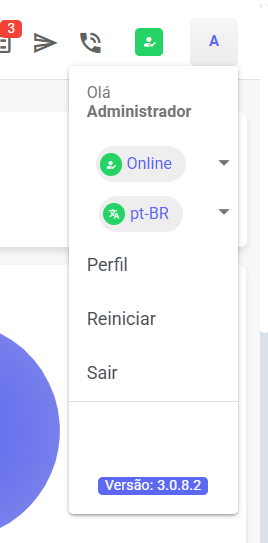 3
A
Olá
Administrador
Online
pt-BR
Perfil
Reiniciar
Sair
Versão: 3.0.8.2